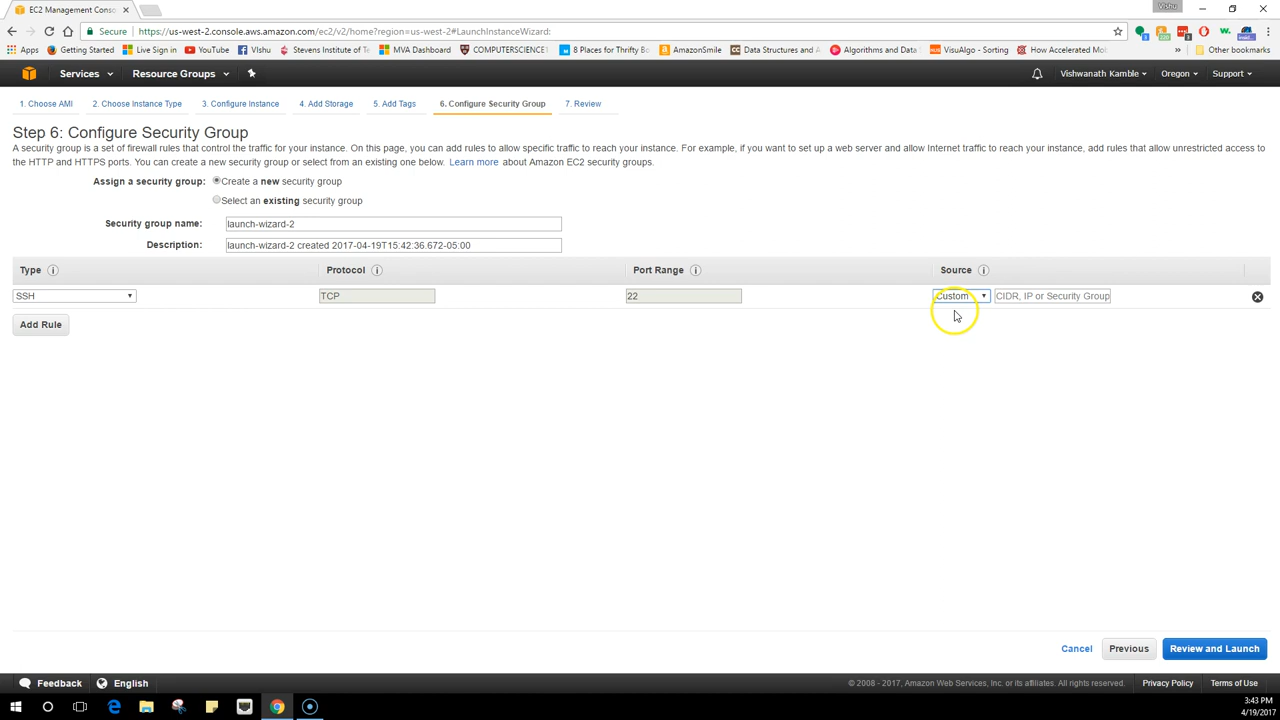 Vishu
EC2 Management Conso
Secure https://us-west-2.console.aws.amazon.com/ec2/v2/home?region=us-west-2#LaunchInstanceWizard:
Apps Getting Started Live Sign in YouTube VIshu Stevens Institute of Te MVA Dashboard COMPUTERSCIENCE 8 Places for Thrifty Bo AmazonSmile Data Structures and A Algorithms and Data S VisuAlgo - Sorting How Accelerated Mob » Other bookmarks
Services Resource Groups Vishwanath Kamble Oregon Support
1. Choose AMI 2. Choose Instance Type 3. Configure Instance 4. Add Storage 5. Add Tags 6. Configure Security Group 7. Review
Step 6: Configure Security Group
A security group is a set of firewall rules that control the traffic for your instance. On this page, you can add rules to allow specific traffic to reach your instance. For example, if you want to set up a web server and allow Internet traffic to reach your instance, add rules that allow unrestricted access to
the HTTP and HTTPS ports. You can create a new security group or select from an existing one below. Learn more about Amazon EC2 security groups.
Assign a security group: Create a new security group
Select an existing security group
Security group name: launch-wizard-2
Description: launch-wizard-2 created 2017-04-19T15:42:36.672-05:00
Type Protocol Port Range Source
SSH TCP 22 Custom CIDR, IP or Security Group
Add Rule
Cancel Previous Review and Launch
Feedback English © 2008 - 2017, Amazon Web Services, Inc. or its affiliates. All rights reserved. Privacy Policy Terms of Use
3:43 PM
4/19/2017